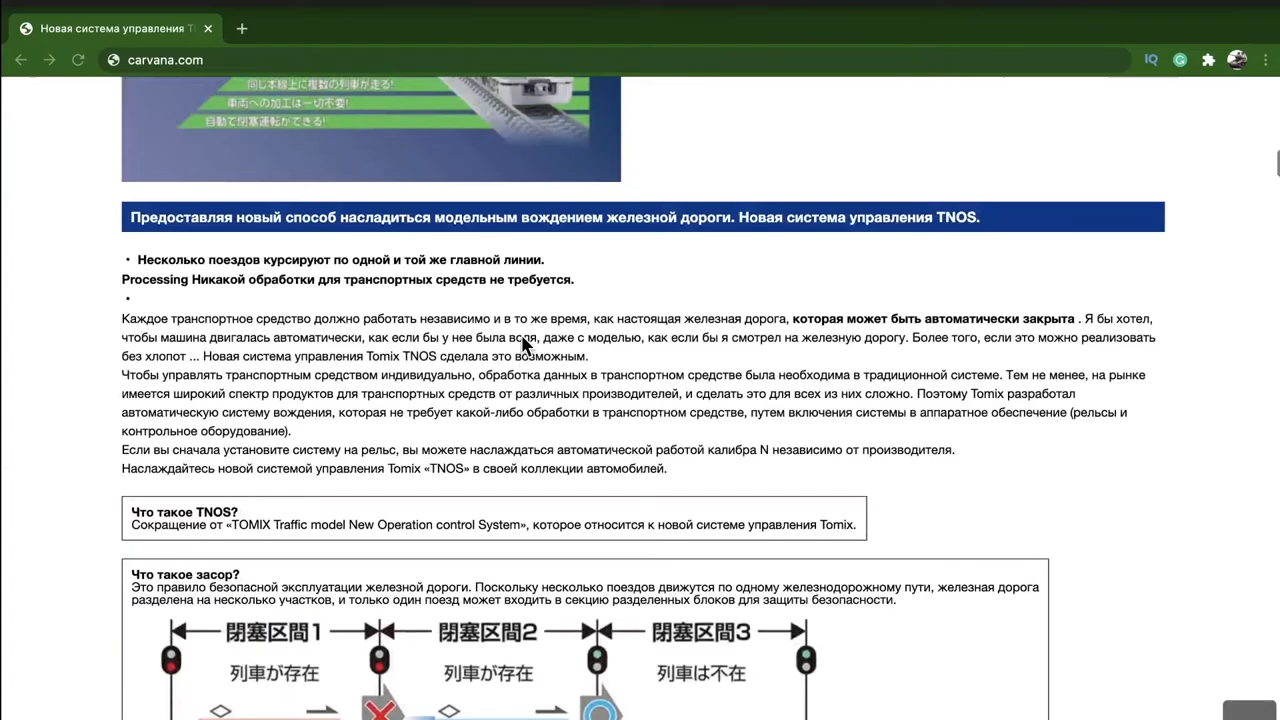 Новая система управления T
carvana.com
IQ
同じ本線上に複数の列車が走る!
車両への加工は一切不要!
自動で閉塞運転ができる!
Предоставляя новый способ насладиться модельным вождением железной дороги. Новая система управления TNOS.
• Несколько поездов курсируют по одной и той же главной линии.
Processing Никакой обработки для транспортных средств не требуется.
•
Каждое транспортное средство должно работать независимо и в то же время, как настоящая железная дорога, которая может быть автоматически закрыта . Я бы хотел,
чтобы машина двигалась автоматически, как если бы у нее была воля, даже с моделью, как если бы я смотрел на железную дорогу. Более того, если это можно реализовать
без хлопот ... Новая система управления Tomix TNOS сделала это возможным.
Чтобы управлять транспортным средством индивидуально, обработка данных в транспортном средстве была необходима в традиционной системе. Тем не менее, на рынке
имеется широкий спектр продуктов для транспортных средств от различных производителей, и сделать это для всех из них сложно. Поэтому Tomix разработал
автоматическую систему вождения, которая не требует какой-либо обработки в транспортном средстве, путем включения системы в аппаратное обеспечение (рельсы и
контрольное оборудование).
Если вы сначала установите систему на рельс, вы можете наслаждаться автоматической работой калибра N независимо от производителя.
Наслаждайтесь новой системой управления Tomix «TNOS» в своей коллекции автомобилей.
Что такое TNOS?
Сокращение от «TOMIX Traffic model New Operation control System», которое относится к новой системе управления Tomix.
Что такое засор?
Это правило безопасной эксплуатации железной дороги. Поскольку несколько поездов движутся по одному железнодорожному пути, железная дорога
разделена на несколько участков, и только один поезд может входить в секцию разделенных блоков для защиты безопасности.
閉塞区間1 閉塞区間2 閉塞区間3
列車が存在 列車が存在 列車は不在